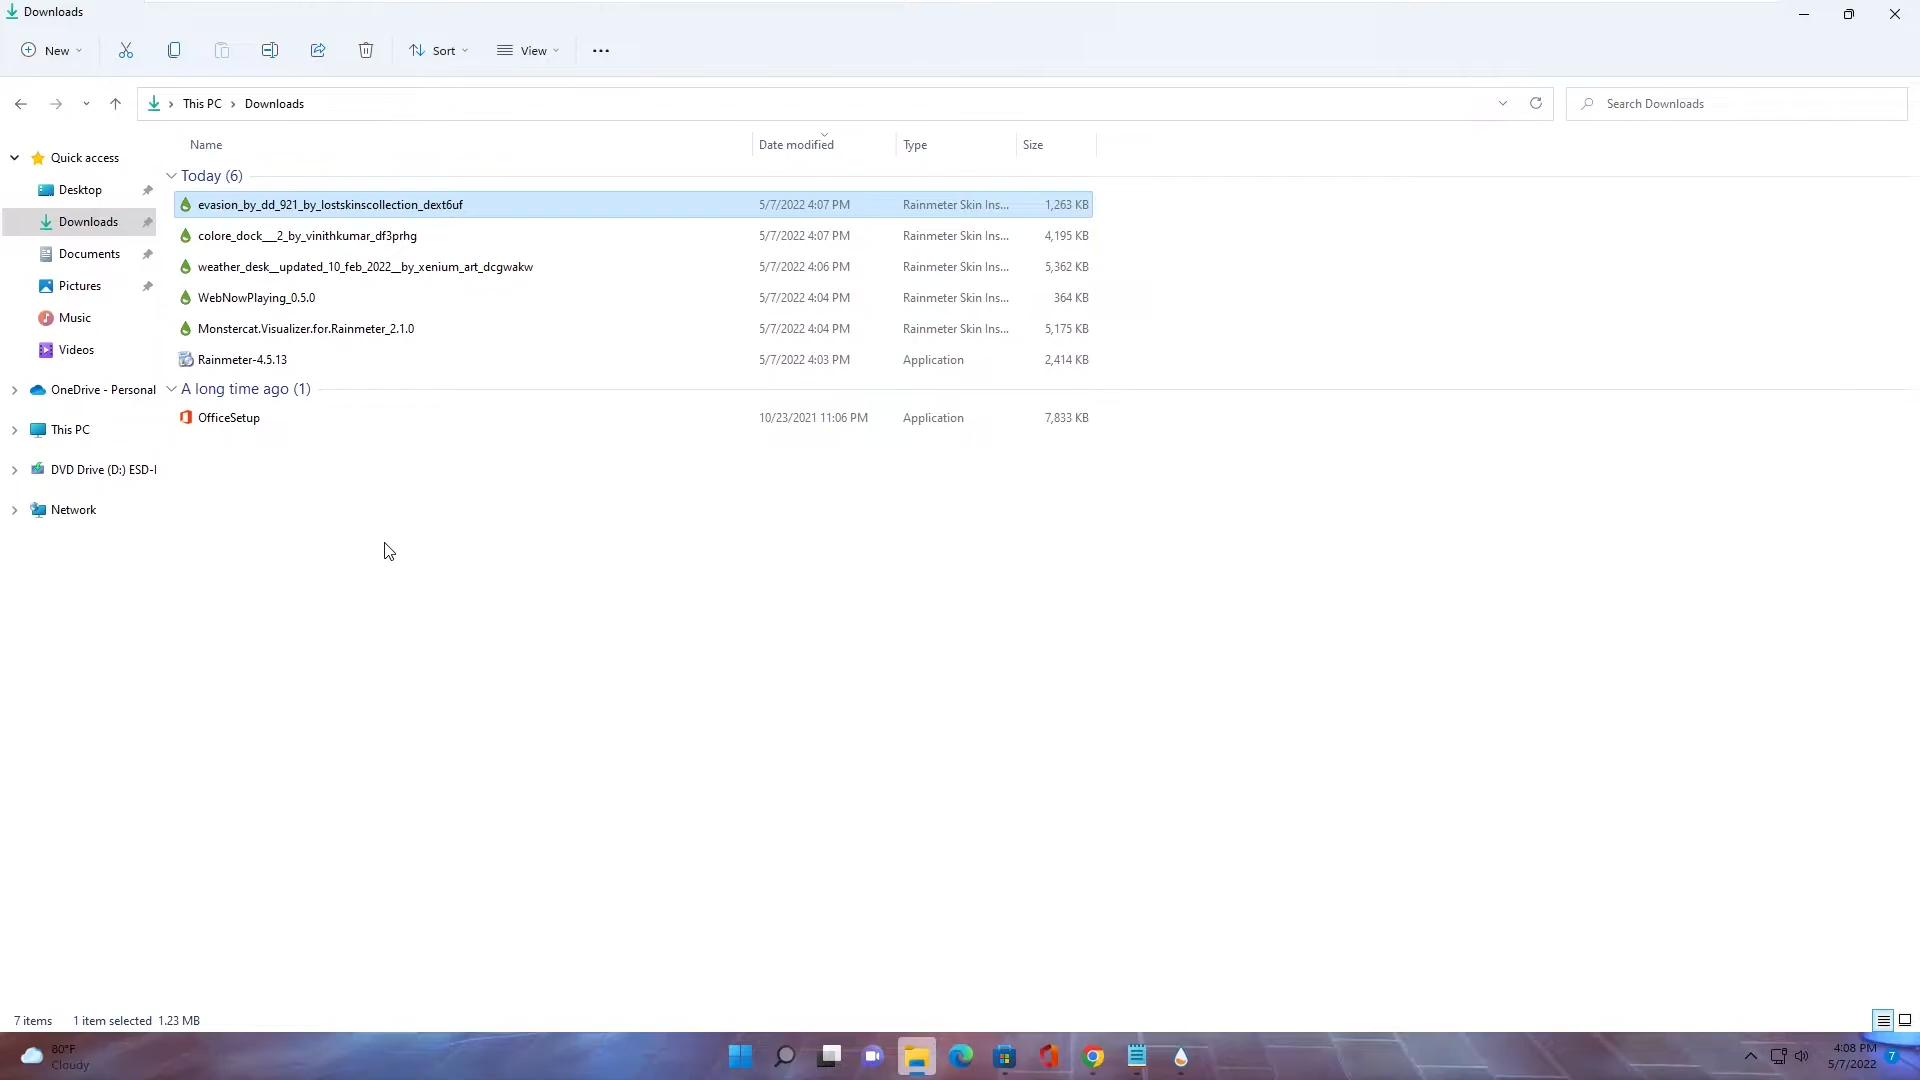 Downloads
New
Sort
View
This PC
Downloads
Search Downloads
Name
Date modified
Type
Size
Quick access
Desktop
Downloads
Documents
Pictures
Music
Videos
OneDrive - Personal
This PC
DVD Drive (D:) ESD-I
Network
Today (6)
evasion_by_dd_921_by_lostskinscollection_dext6uf 5/7/2022 4:07 PM Rainmeter Skin Ins... 1,263 KB
colore_dock___2_by_vinithkumar_df3prhg 5/7/2022 4:07 PM Rainmeter Skin Ins... 4,195 KB
weather_desk__updated_10_feb_2022__by_xenium_art_dcgwakw 5/7/2022 4:06 PM Rainmeter Skin Ins... 5,362 KB
WebNowPlaying_0.5.0 5/7/2022 4:04 PM Rainmeter Skin Ins... 364 KB
Monstercat.Visualizer.for.Rainmeter_2.1.0 5/7/2022 4:04 PM Rainmeter Skin Ins... 5,175 KB
Rainmeter-4.5.13 5/7/2022 4:03 PM Application 2,414 KB
A long time ago (1)
OfficeSetup 10/23/2021 11:06 PM Application 7,833 KB
7 items 1 item selected 1.23 MB
80°F
Cloudy
4:08 PM
5/7/2022
7